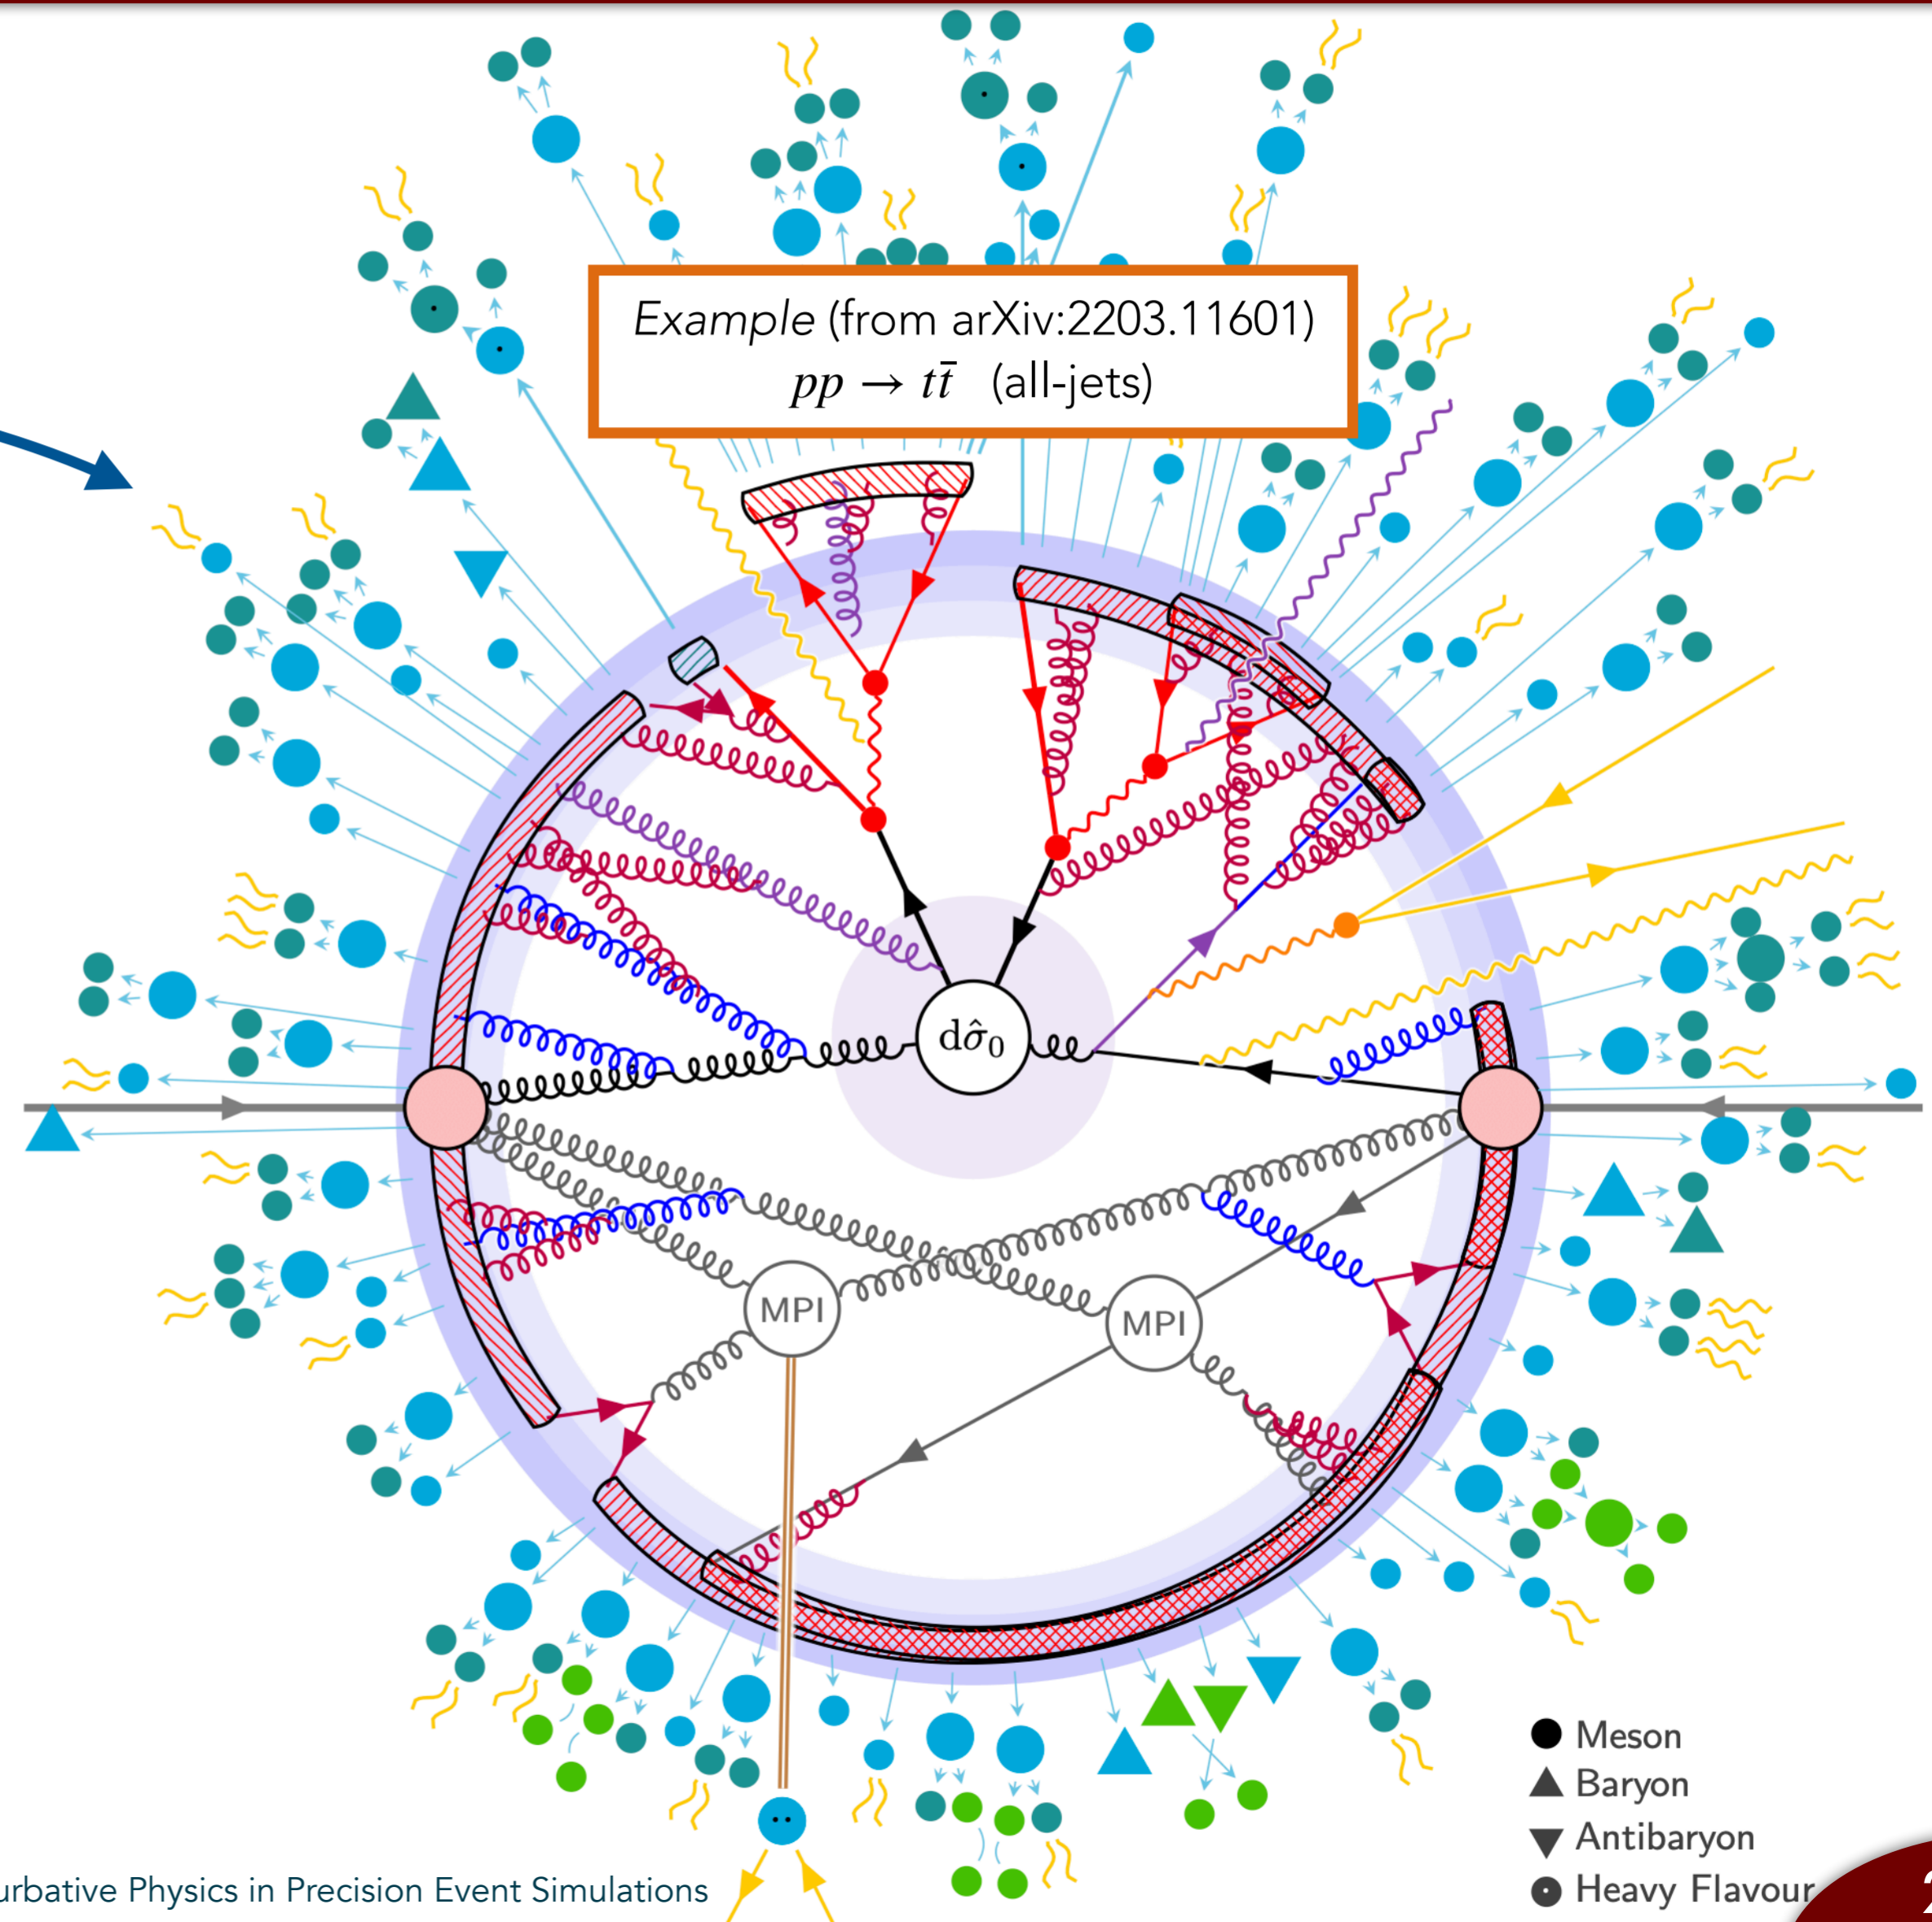 Example (from arXiv:2203.11601)
pp → tt̄ (all-jets)
dσ̂₀
MPI
MPI
Meson
Baryon
Antibaryon
Heavy Flavour
urbative Physics in Precision Event Simulations
2